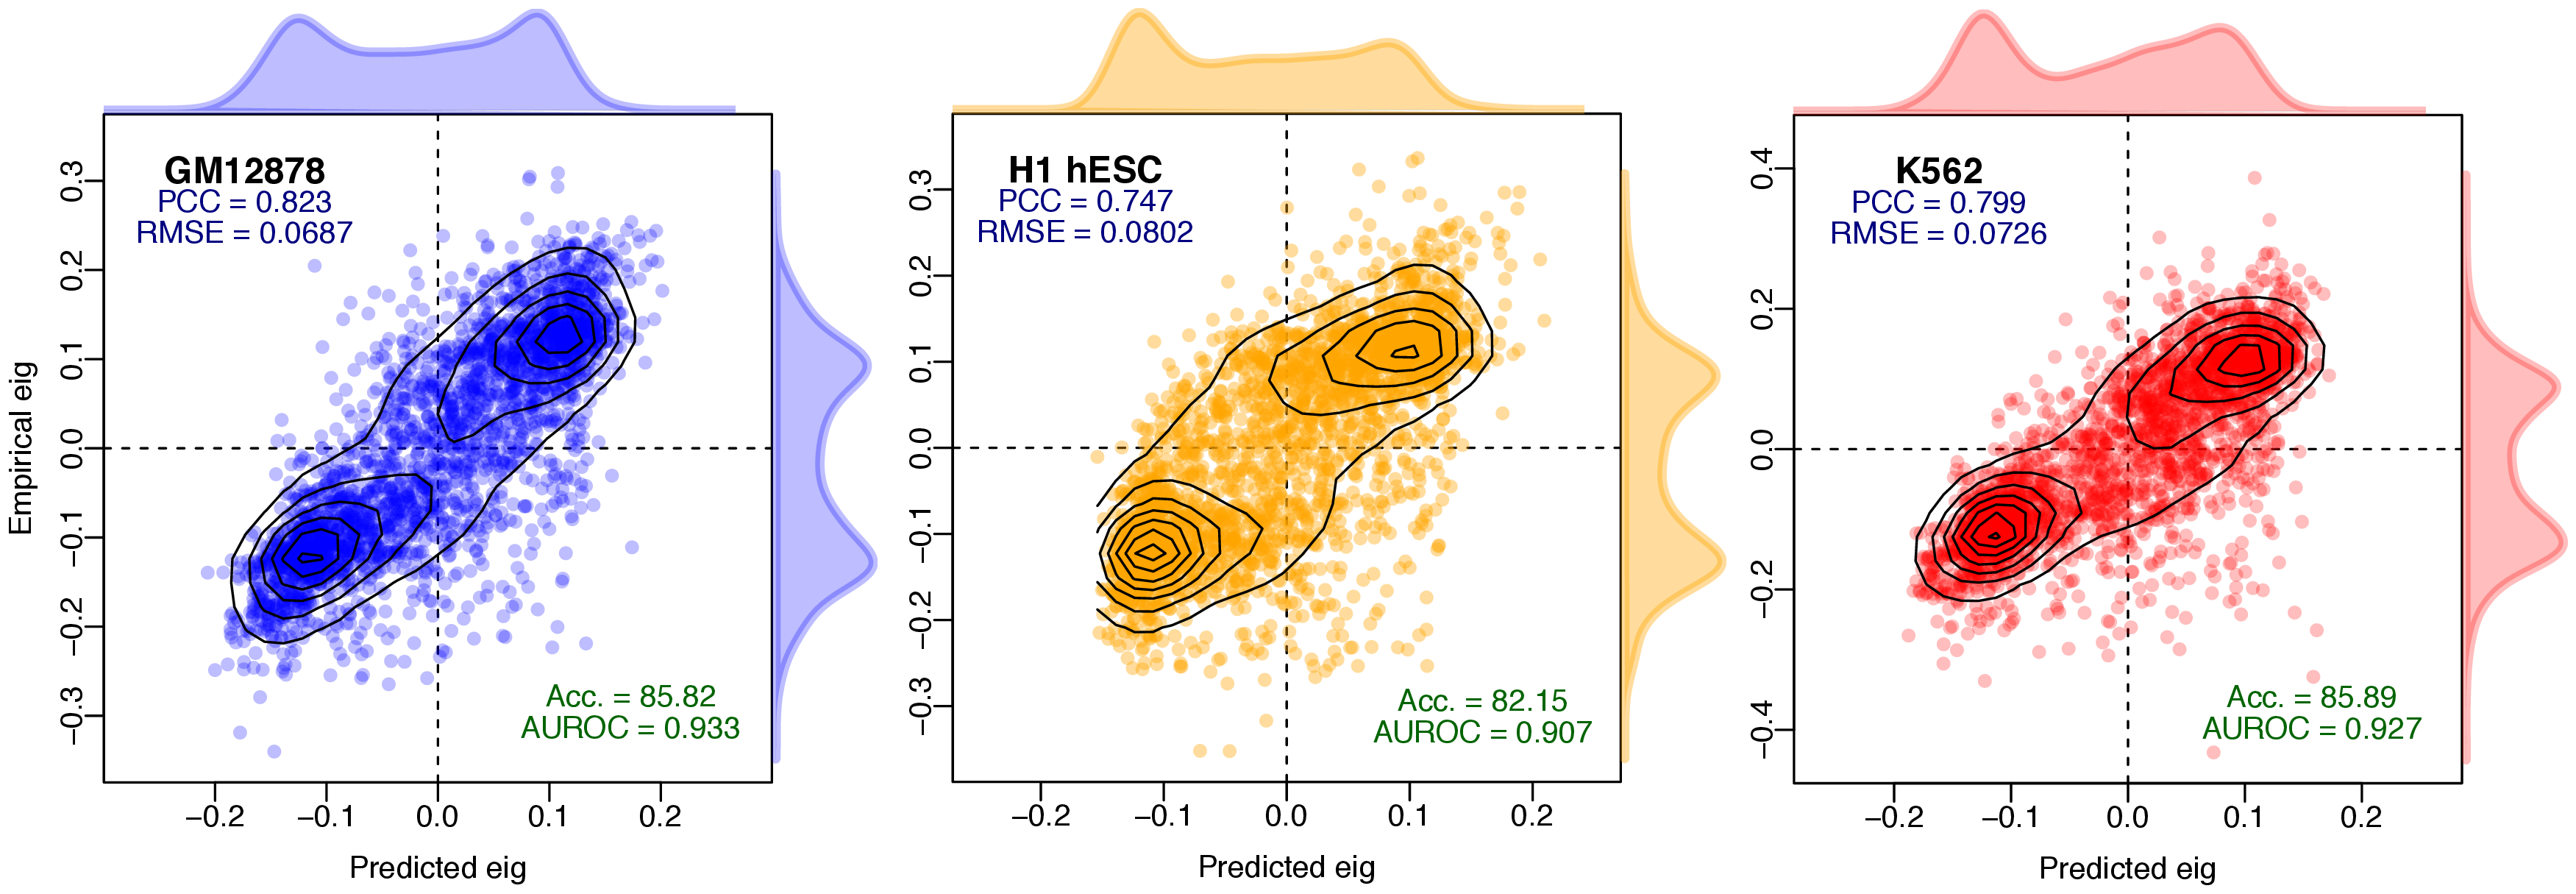 GM12878
PCC = 0.823
RMSE = 0.0687
Acc. = 85.82
AUROC = 0.933
Empirical eig
0.3
0.2
0.1
0.0
−0.1
−0.2
−0.3
−0.2 −0.1 0.0 0.1 0.2
Predicted eig
H1 hESC
PCC = 0.747
RMSE = 0.0802
Acc. = 82.15
AUROC = 0.907
0.3
0.2
0.1
0.0
−0.1
−0.2
−0.3
−0.2 −0.1 0.0 0.1 0.2
Predicted eig
K562
PCC = 0.799
RMSE = 0.0726
Acc. = 85.89
AUROC = 0.927
0.4
0.2
0.0
−0.2
−0.4
−0.2 −0.1 0.0 0.1 0.2
Predicted eig